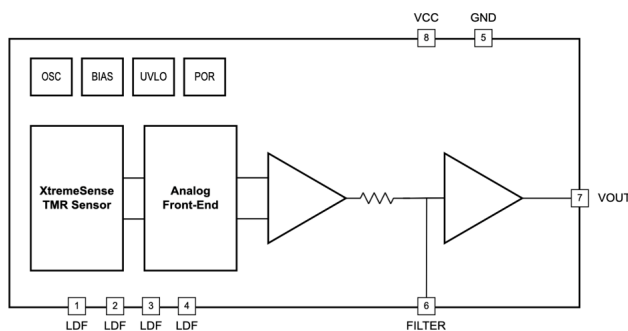 VCC GND
8 5
OSC BIAS UVLO POR
XtremeSense
TMR Sensor
Analog
Front-End
7 VOUT
1 2 3 4 6
LDF LDF LDF LDF FILTER